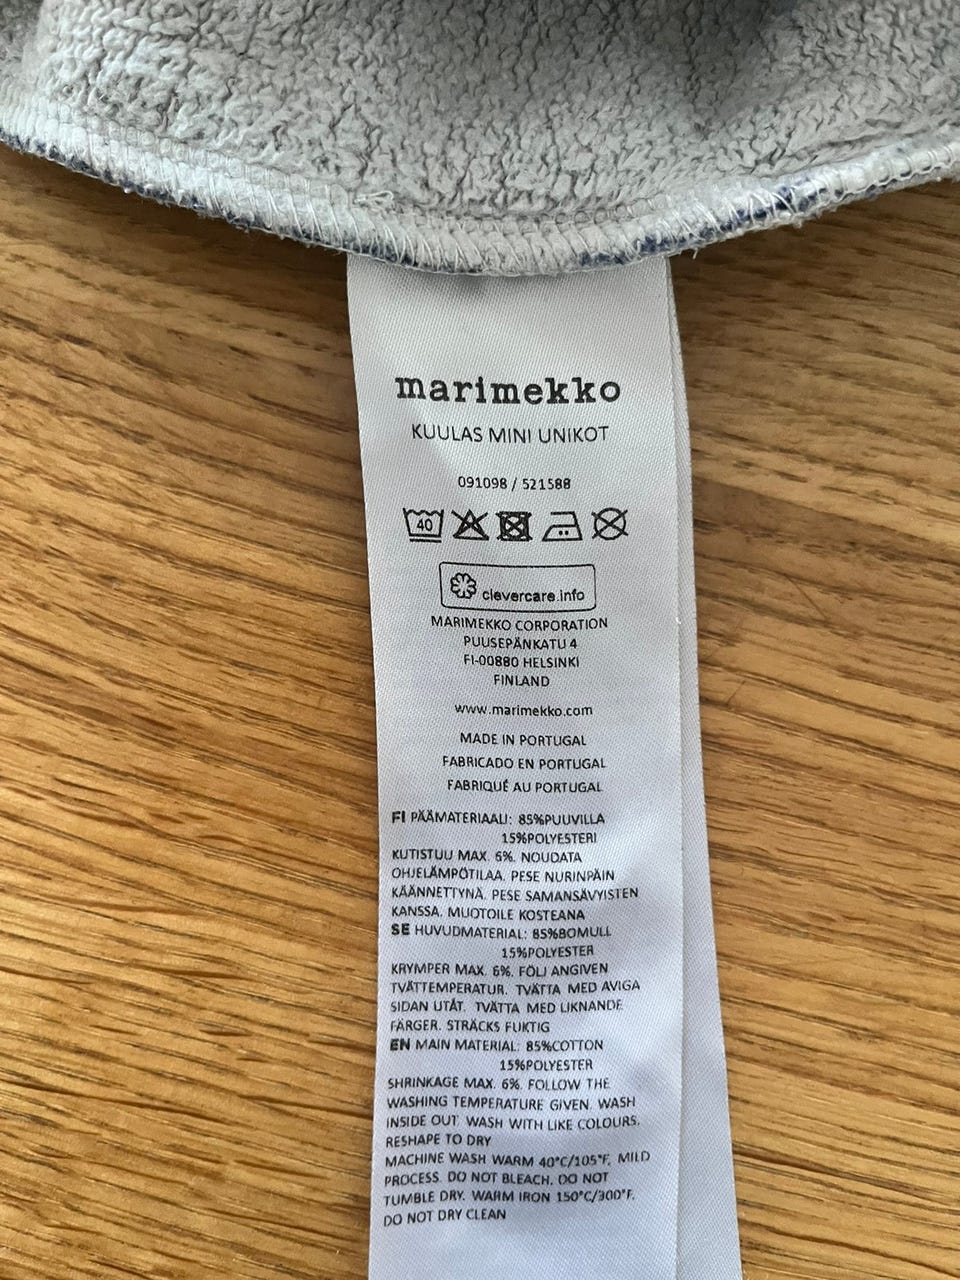 marimekko
KUULAS MINI UNIKOT
091098 / 521588
40
clevercare.info
MARIMEKKO CORPORATION
PUUSEPÄNKATU 4
FI-00880 HELSINKI
FINLAND
www.marimekko.com
MADE IN PORTUGAL
FABRICADO EN PORTUGAL
FABRIQUÉ AU PORTUGAL
FI PÄÄMATERIAALI: 85%PUUVILLA
15%POLYESTERI
KUTISTUU MAX. 6%. NOUDATA
OHJELÄMPÖTILAA. PESE NURINPÄIN
KÄÄNNETTYNÄ. PESE SAMANSÄVYISTEN
KANSSA. MUOTOILE KOSTEANA
SE HUVUDMATERIAL: 85%BOMULL
15%POLYESTER
KRYMPER MAX. 6%. FÖLJ ANGIVEN
TVÄTTEMPERATUR. TVÄTTA MED AVIGA
SIDAN UTÅT. TVÄTTA MED LIKNANDE
FÄRGER. STRÄCKS FUKTIG
EN MAIN MATERIAL: 85%COTTON
15%POLYESTER
SHRINKAGE MAX. 6%. FOLLOW THE
WASHING TEMPERATURE GIVEN. WASH
INSIDE OUT. WASH WITH LIKE COLOURS.
RESHAPE TO DRY
MACHINE WASH WARM 40°C/105°F, MILD
PROCESS. DO NOT BLEACH. DO NOT
TUMBLE DRY. WARM IRON 150°C/300°F.
DO NOT DRY CLEAN